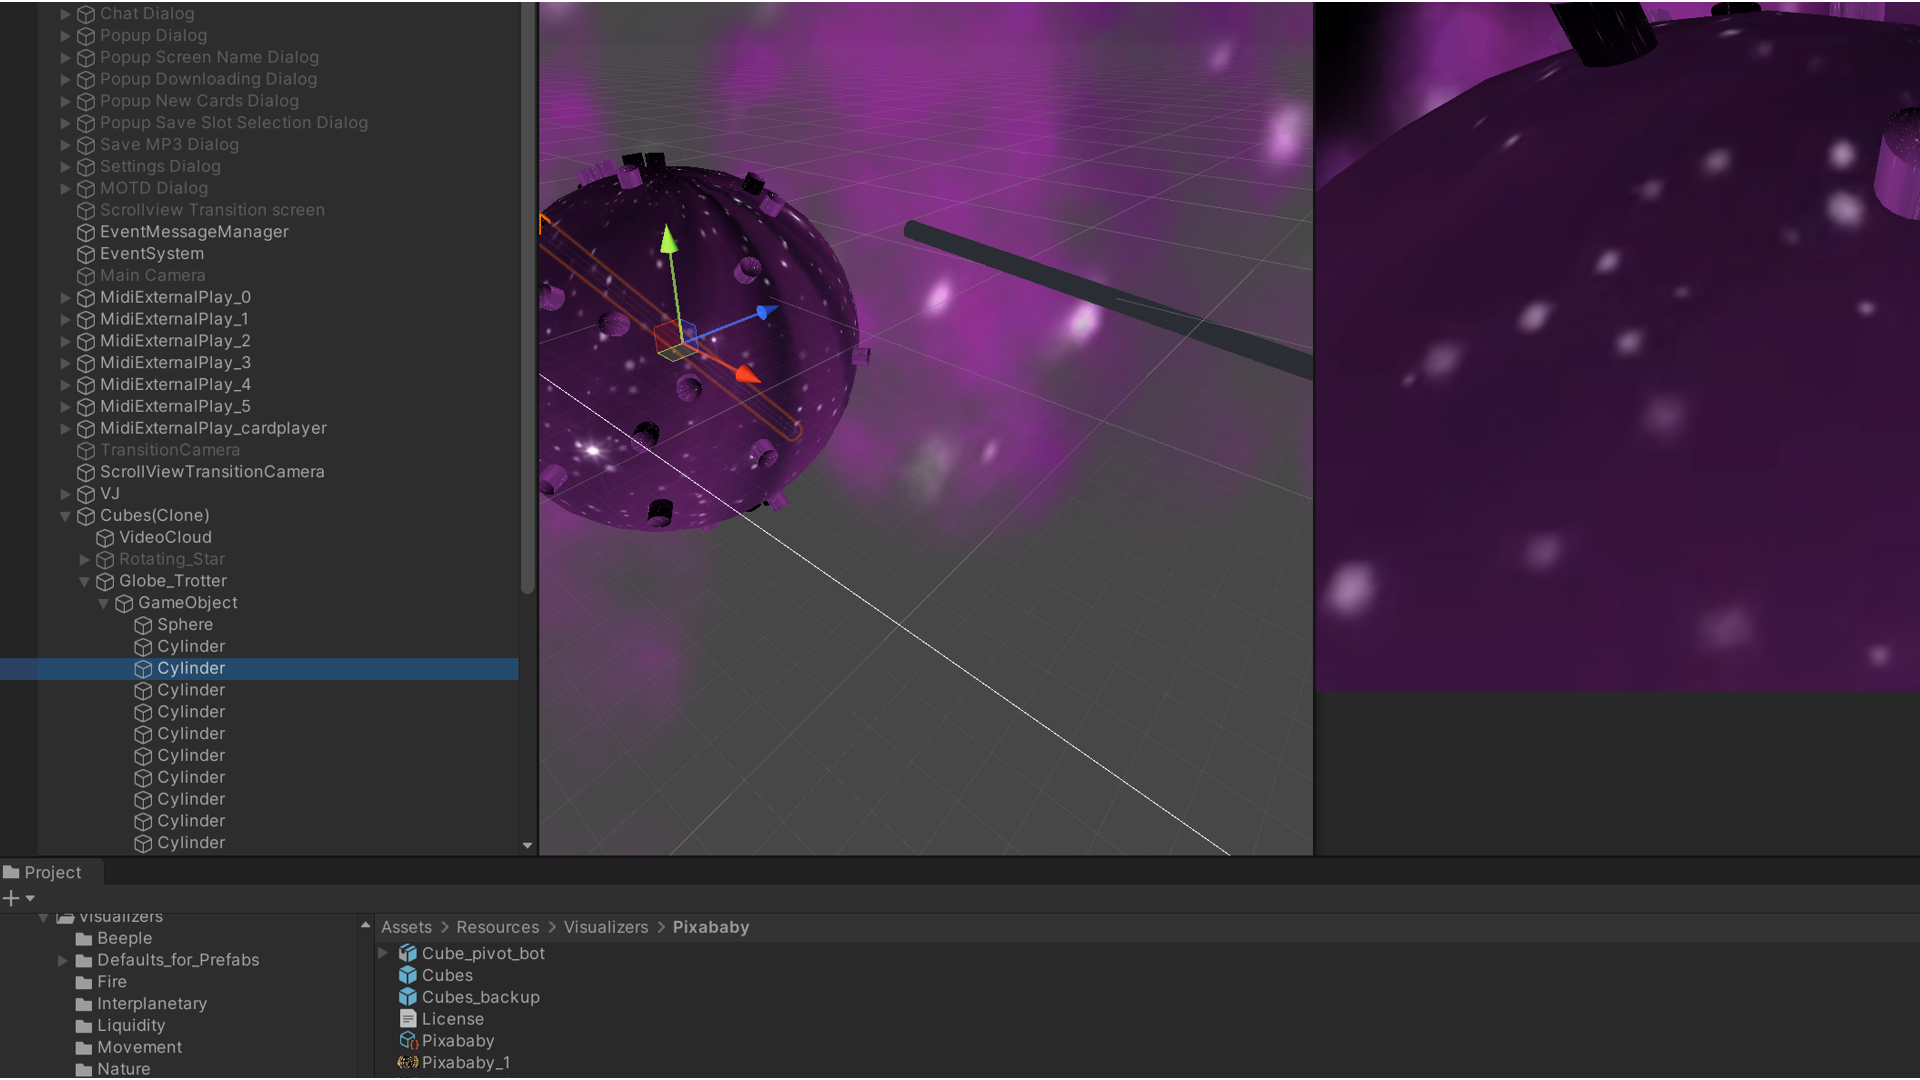 Chat Dialog
Popup Dialog
Popup Screen Name Dialog
Popup Downloading Dialog
Popup New Cards Dialog
Popup Save Slot Selection Dialog
Save MP3 Dialog
Settings Dialog
MOTD Dialog
Scrollview Transition screen
EventMessageManager
EventSystem
Main Camera
MidiExternalPlay_0
MidiExternalPlay_1
MidiExternalPlay_2
MidiExternalPlay_3
MidiExternalPlay_4
MidiExternalPlay_5
MidiExternalPlay_cardplayer
TransitionCamera
ScrollViewTransitionCamera
VJ
Cubes(Clone)
VideoCloud
Rotating_Star
Globe_Trotter
GameObject
Sphere
Cylinder
Cylinder
Cylinder
Cylinder
Cylinder
Cylinder
Cylinder
Cylinder
Cylinder
Cylinder
Project
Visualizers
Beeple
Defaults_for_Prefabs
Fire
Interplanetary
Liquidity
Movement
Nature
Assets > Resources > Visualizers > Pixababy
Cube_pivot_bot
Cubes
Cubes_backup
License
Pixababy
Pixababy_1